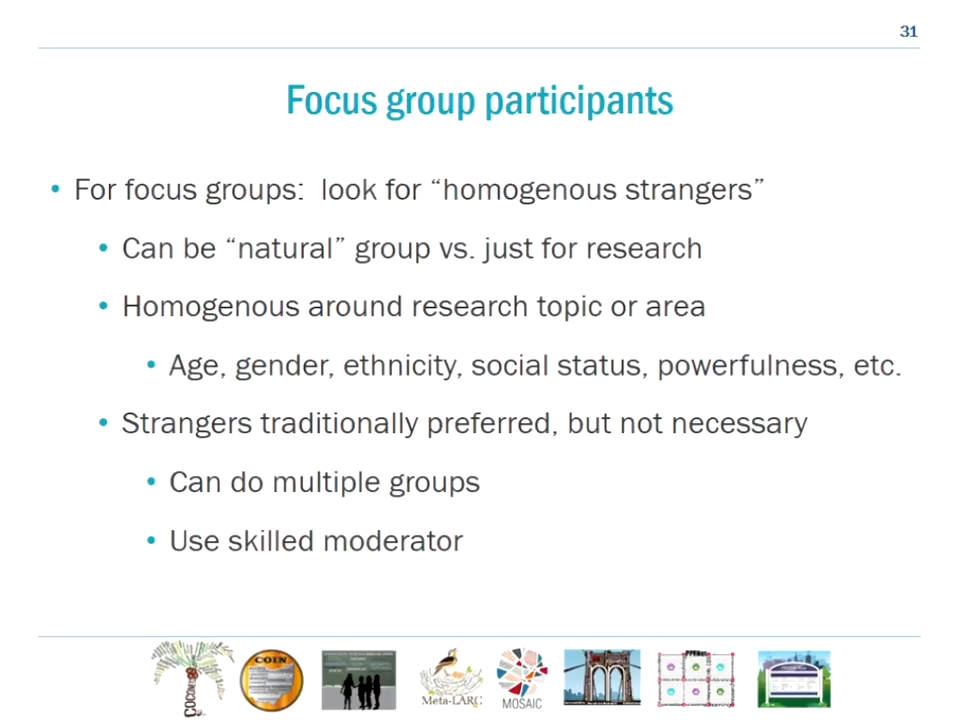 31
Focus group participants
• For focus groups:  look for “homogenous strangers”
• Can be “natural” group vs. just for research
• Homogenous around research topic or area
• Age, gender, ethnicity, social status, powerfulness, etc.
• Strangers traditionally preferred, but not necessary
• Can do multiple groups
• Use skilled moderator
COCONet
COIN
Meta-LARC
MOSAIC
PPRNet